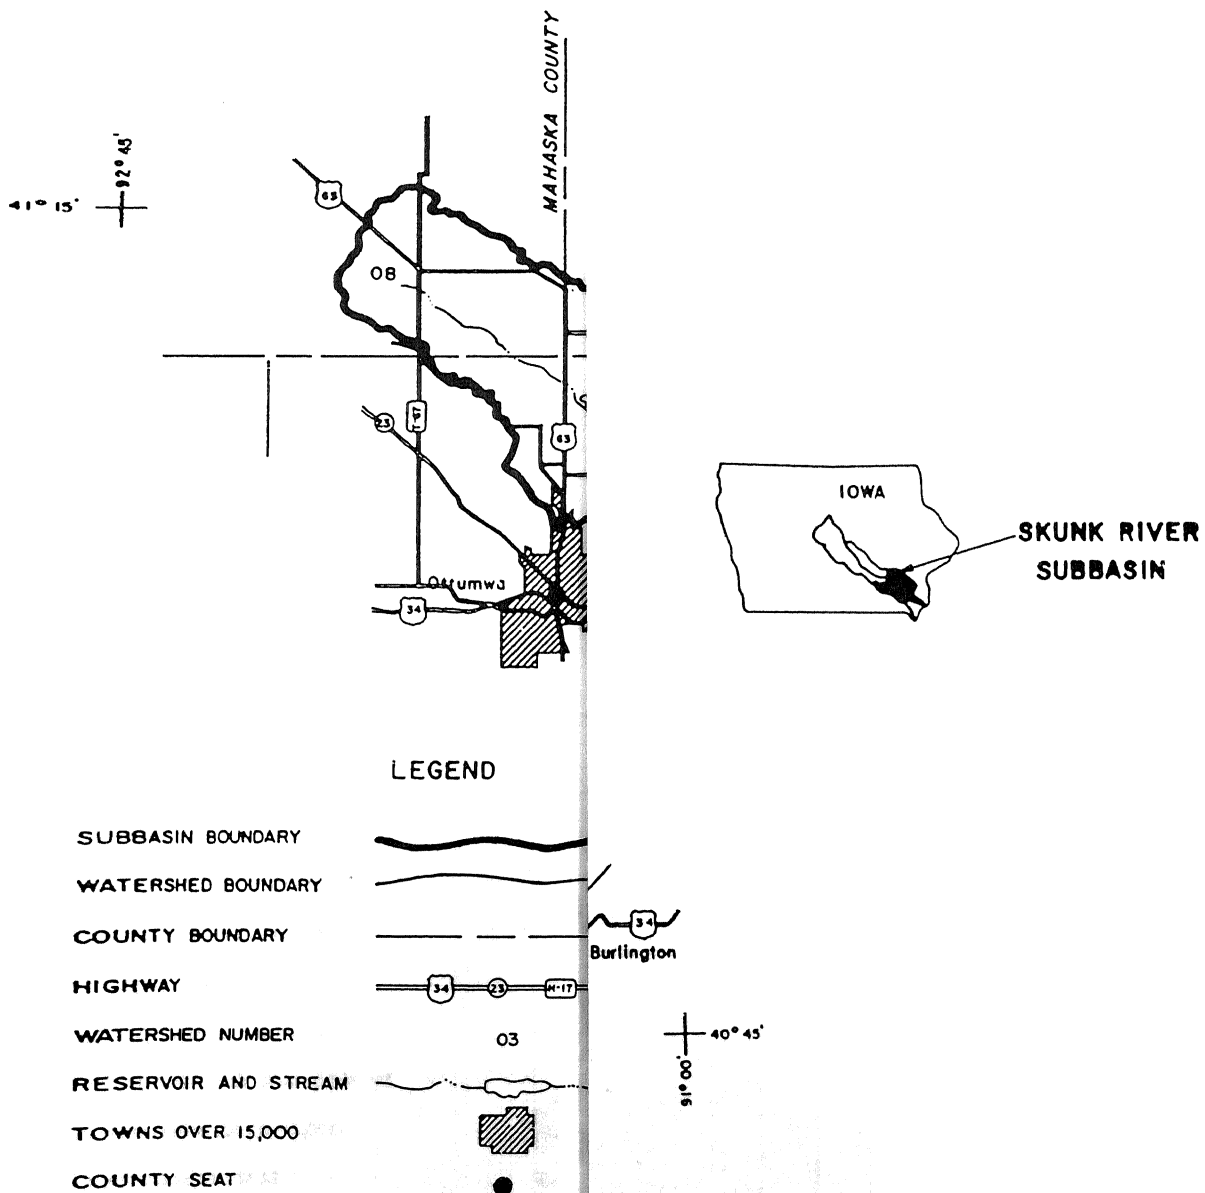 MAHASKA COUNTY
92° 45'
41° 15'
63
08
T-67
23
63
IOWA
SKUNK RIVER
SUBBASIN
Ottumwa
34
LEGEND
SUBBASIN BOUNDARY
WATERSHED BOUNDARY
COUNTY BOUNDARY
34
Burlington
HIGHWAY
34
23
H-17
WATERSHED NUMBER
03
40° 45'
91° 00'
RESERVOIR AND STREAM
TOWNS OVER 15,000
COUNTY SEAT